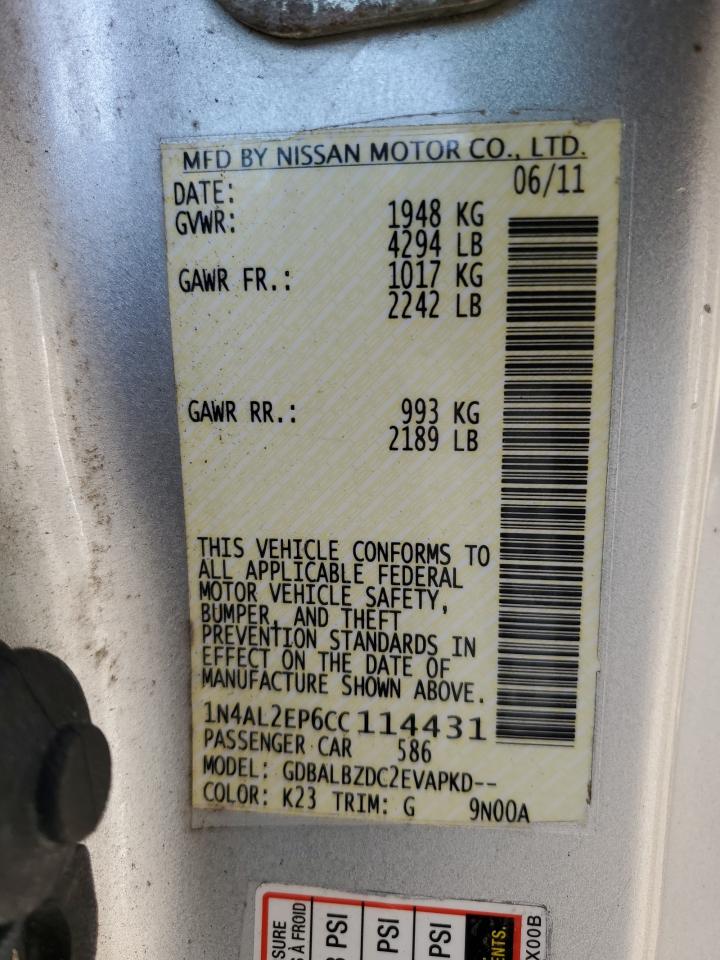 MFD BY NISSAN MOTOR CO., LTD.
DATE: 06/11
GVWR: 1948 KG
4294 LB
GAWR FR.: 1017 KG
2242 LB
GAWR RR.: 993 KG
2189 LB
THIS VEHICLE CONFORMS TO
ALL APPLICABLE FEDERAL
MOTOR VEHICLE SAFETY,
BUMPER, AND THEFT
PREVENTION STANDARDS IN
EFFECT ON THE DATE OF
MANUFACTURE SHOWN ABOVE.
1N4AL2EP6CC114431
PASSENGER CAR 586
MODEL: GDBALBZDC2EVAPKD--
COLOR: K23 TRIM: G 9N00A
À FROID
PSI
PSI
PSI